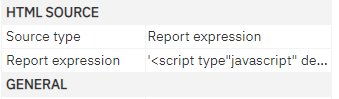 HTML SOURCE
Source type Report expression
Report expression '<script type"javascript" de...
GENERAL